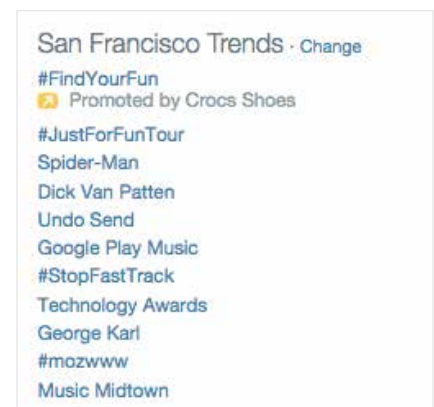 San Francisco Trends · Change
#FindYourFun
Promoted by Crocs Shoes
#JustForFunTour
Spider-Man
Dick Van Patten
Undo Send
Google Play Music
#StopFastTrack
Technology Awards
George Karl
#mozwww
Music Midtown